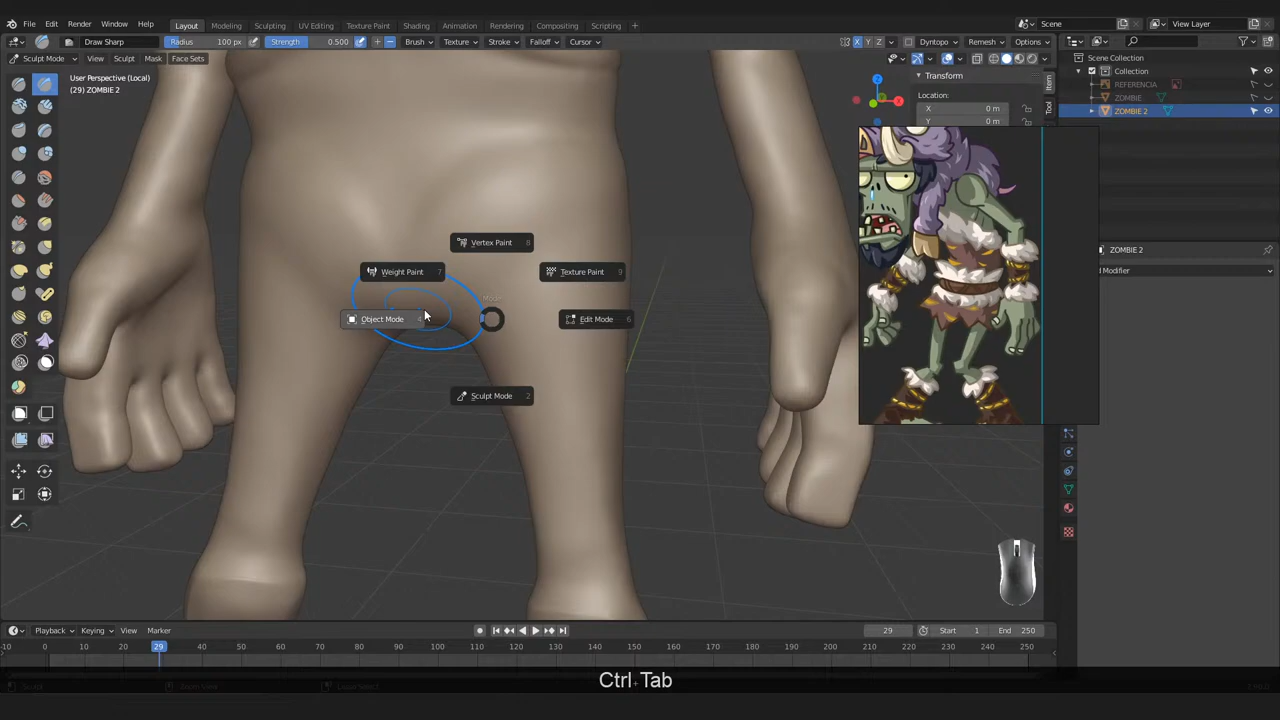 File Edit Render Window Help Layout Modeling Sculpting UV Editing Texture Paint Shading Animation Rendering Compositing Scripting + Scene View Layer
Draw Sharp Radius 100 px Strength 0.500 Brush Texture Stroke Falloff Cursor X Y Z Dyntopo Remesh Options
Sculpt Mode View Sculpt Mask Face Sets
Scene Collection
Collection
REFERENCIA
ZOMBIE
ZOMBIE 2
User Perspective (Local)
(29) ZOMBIE 2
Transform
Location:
X 0 m
Y 0 m
Item
Tool
Vertex Paint 8
Weight Paint 7
Texture Paint 9
Mode
Object Mode 4
Edit Mode 6
Sculpt Mode 2
ZOMBIE 2
Modifier
Playback Keying View Marker 29 Start 1 End 250
-10 0 10 20 29 40 50 60 70 80 90 100 110 120 130 140 150 160 170 180 190 200 210 220 230 240 250
Ctrl+Tab